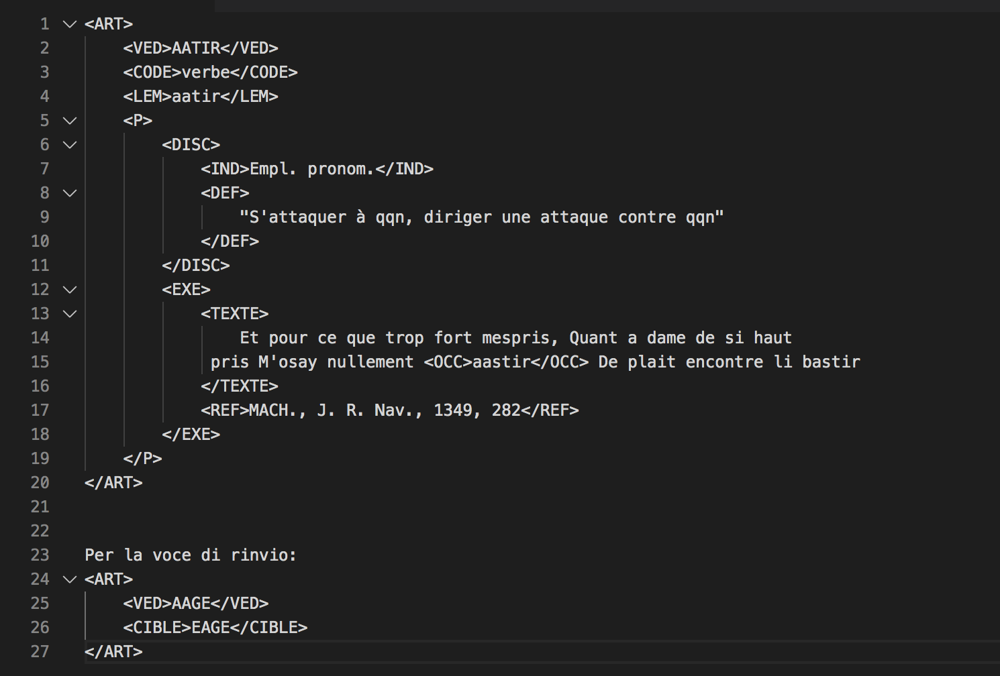 1 <ART>
2 <VED>AATIR</VED>
3 <CODE>verbe</CODE>
4 <LEM>aatir</LEM>
5 <P>
6 <DISC>
7 <IND>Empl. pronom.</IND>
8 <DEF>
9 "S'attaquer à qqn, diriger une attaque contre qqn"
10 </DEF>
11 </DISC>
12 <EXE>
13 <TEXTE>
14 Et pour ce que trop fort mespris, Quant a dame de si haut
15 pris M'osay nullement <OCC>aastir</OCC> De plait encontre li bastir
16 </TEXTE>
17 <REF>MACH., J. R. Nav., 1349, 282</REF>
18 </EXE>
19 </P>
20 </ART>
21
22
23 Per la voce di rinvio:
24 <ART>
25 <VED>AAGE</VED>
26 <CIBLE>EAGE</CIBLE>
27 </ART>